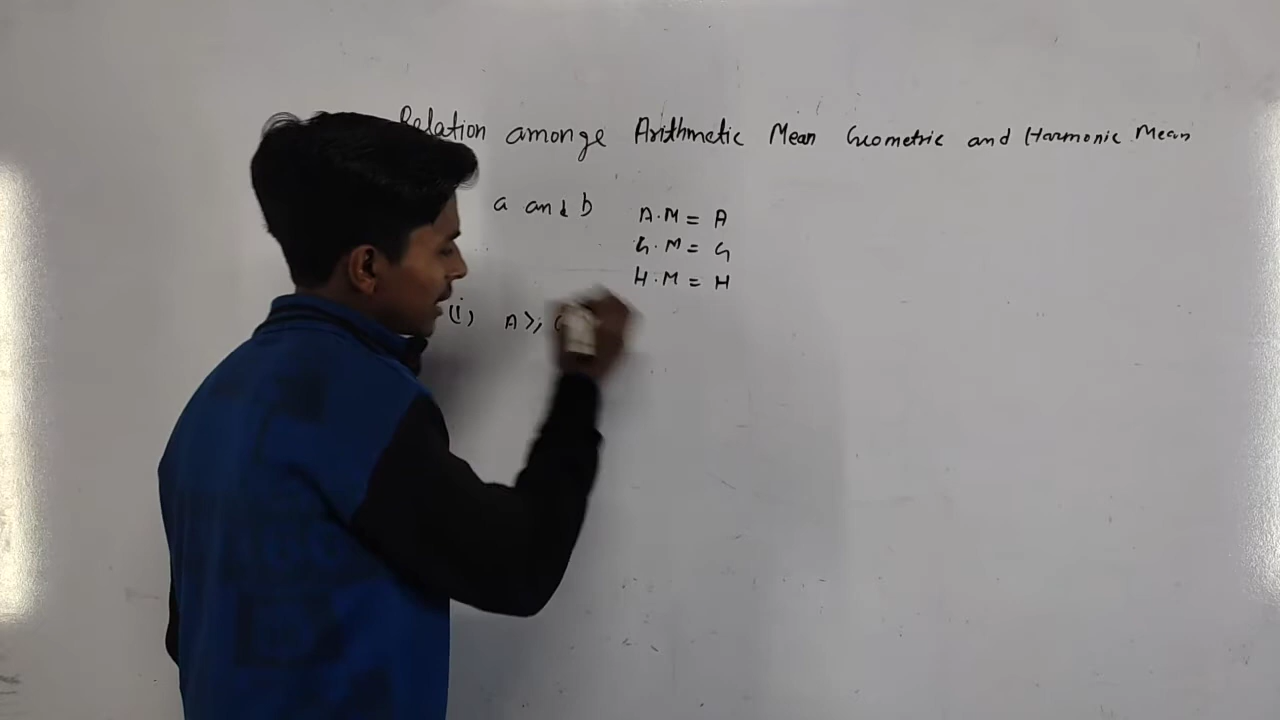 Relation amonge Arithmetic Mean Geometric and Harmonic Mean
a and b A.M = A
G.M = G
H.M = H
(i) A ≥